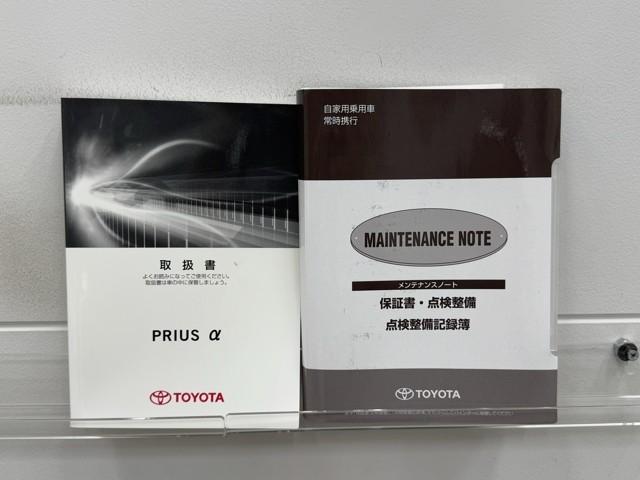 取扱書
よくお読みになってご使用ください。
取扱書は車の中に保管しましょう。
PRIUS α
TOYOTA
自家用乗用車
常時携行
MAINTENANCE NOTE
メンテナンスノート
保証書・点検整備
点検整備記録簿
TOYOTA